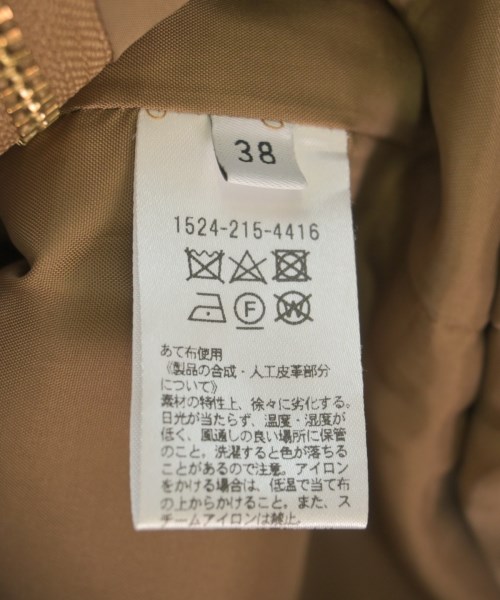 38
1524-215-4416
F W
あて布使用
《製品の合成・人工皮革部分
について》
素材の特性上、徐々に劣化する。
日光が当たらず、温度・湿度が
低く、風通しの良い場所に保管
のこと。洗濯すると色が落ちる
ことがあるので注意。アイロン
をかける場合は、低温で当て布
の上からかけること。また、ス
チームアイロンは禁止。